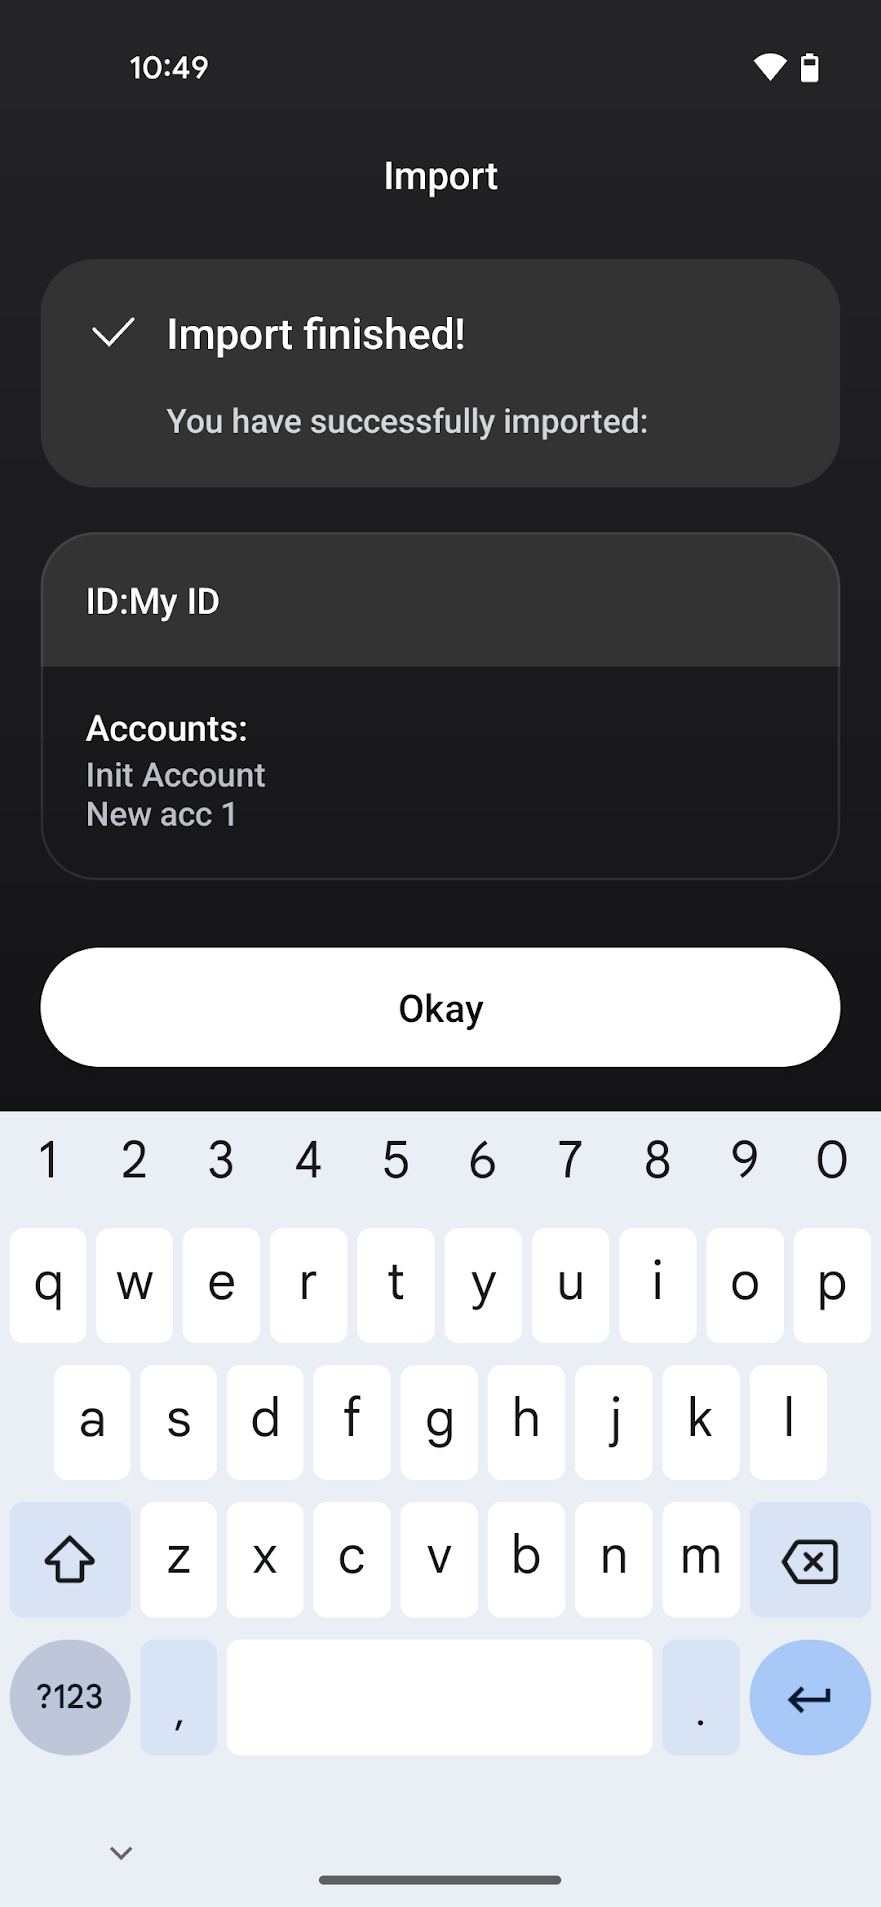 10:49
Import
Import finished!
You have successfully imported:
ID:My ID
Accounts:
Init Account
New acc 1
Okay
1 2 3 4 5 6 7 8 9 0
q w e r t y u i o p
a s d f g h j k l
z x c v b n m
?123 , .